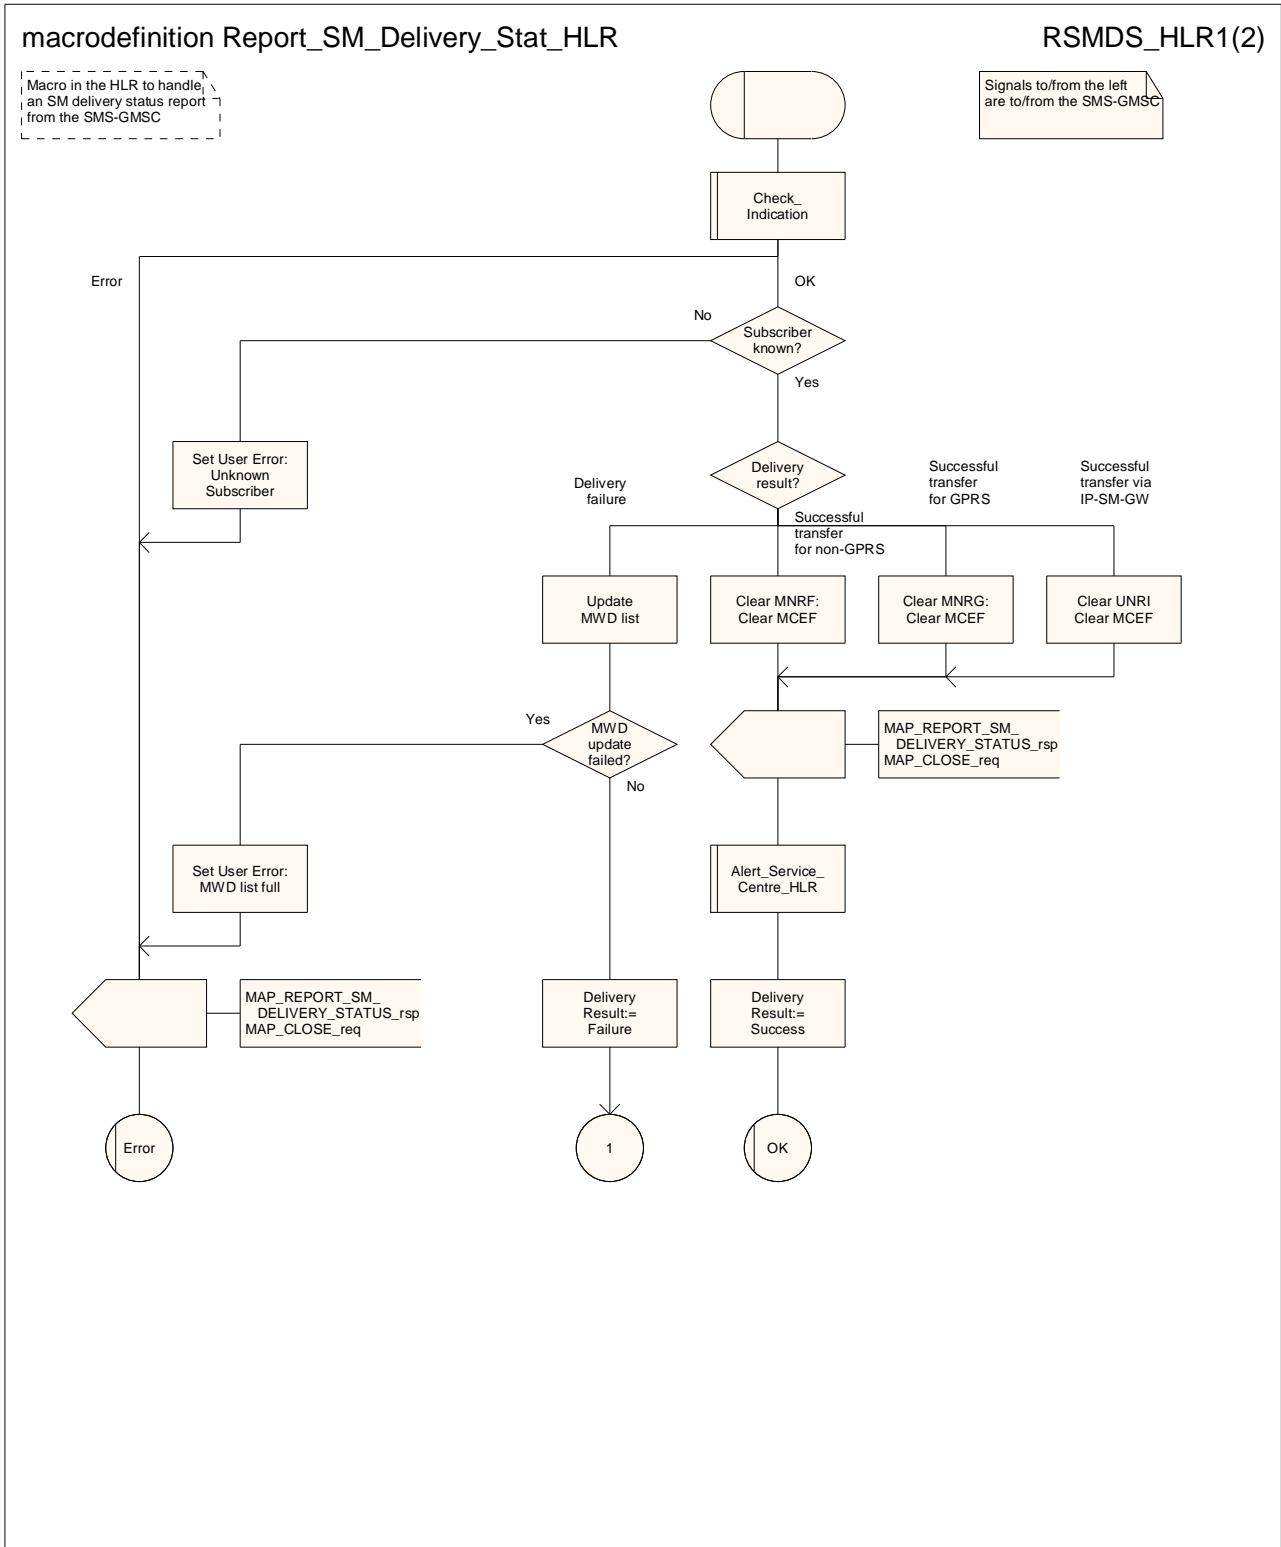 macrodefinition Report_SM_Delivery_Stat_HLR
RSMDS_HLR1(2)
Macro in the HLR to handle
an SM delivery status report
from the SMS-GMSC
Signals to/from the left
are to/from the SMS-GMSC
Check_
Indication
Error
OK
No
Subscriber
known?
Yes
Set User Error:
Unknown
Subscriber
Delivery
result?
Delivery
failure
Successful
transfer
for non-GPRS
Successful
transfer
for GPRS
Successful
transfer via
IP-SM-GW
Update
MWD list
Clear MNRF:
Clear MCEF
Clear MNRG:
Clear MCEF
Clear UNRI
Clear MCEF
Yes
MWD
update
failed?
No
MAP_REPORT_SM_
DELIVERY_STATUS_rsp
MAP_CLOSE_req
Set User Error:
MWD list full
Alert_Service_
Centre_HLR
MAP_REPORT_SM_
DELIVERY_STATUS_rsp
MAP_CLOSE_req
Delivery
Result:=
Failure
Delivery
Result:=
Success
Error
1
OK